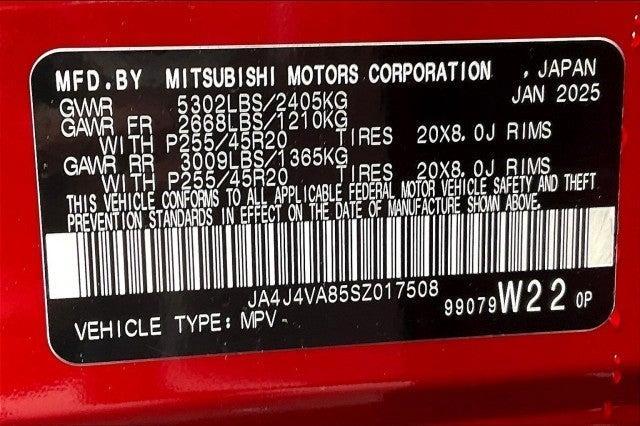 MFD.BY MITSUBISHI MOTORS CORPORATION , JAPAN
GVWR 5302LBS/2405KG JAN 2025
GAWR FR 2668LBS/1210KG
WITH P255/45R20 TIRES 20X8.0J RIMS
GAWR RR 3009LBS/1365KG
WITH P255/45R20 TIRES 20X8.0J RIMS
THIS VEHICLE CONFORMS TO ALL APPLICABLE FEDERAL MOTOR VEHICLE SAFETY AND THEFT
PREVENTION STANDARDS IN EFFECT ON THE DATE OF MANUFACTURE SHOWN ABOVE.
JA4J4VA85SZ017508
VEHICLE TYPE: MPV 99079 W22 0P